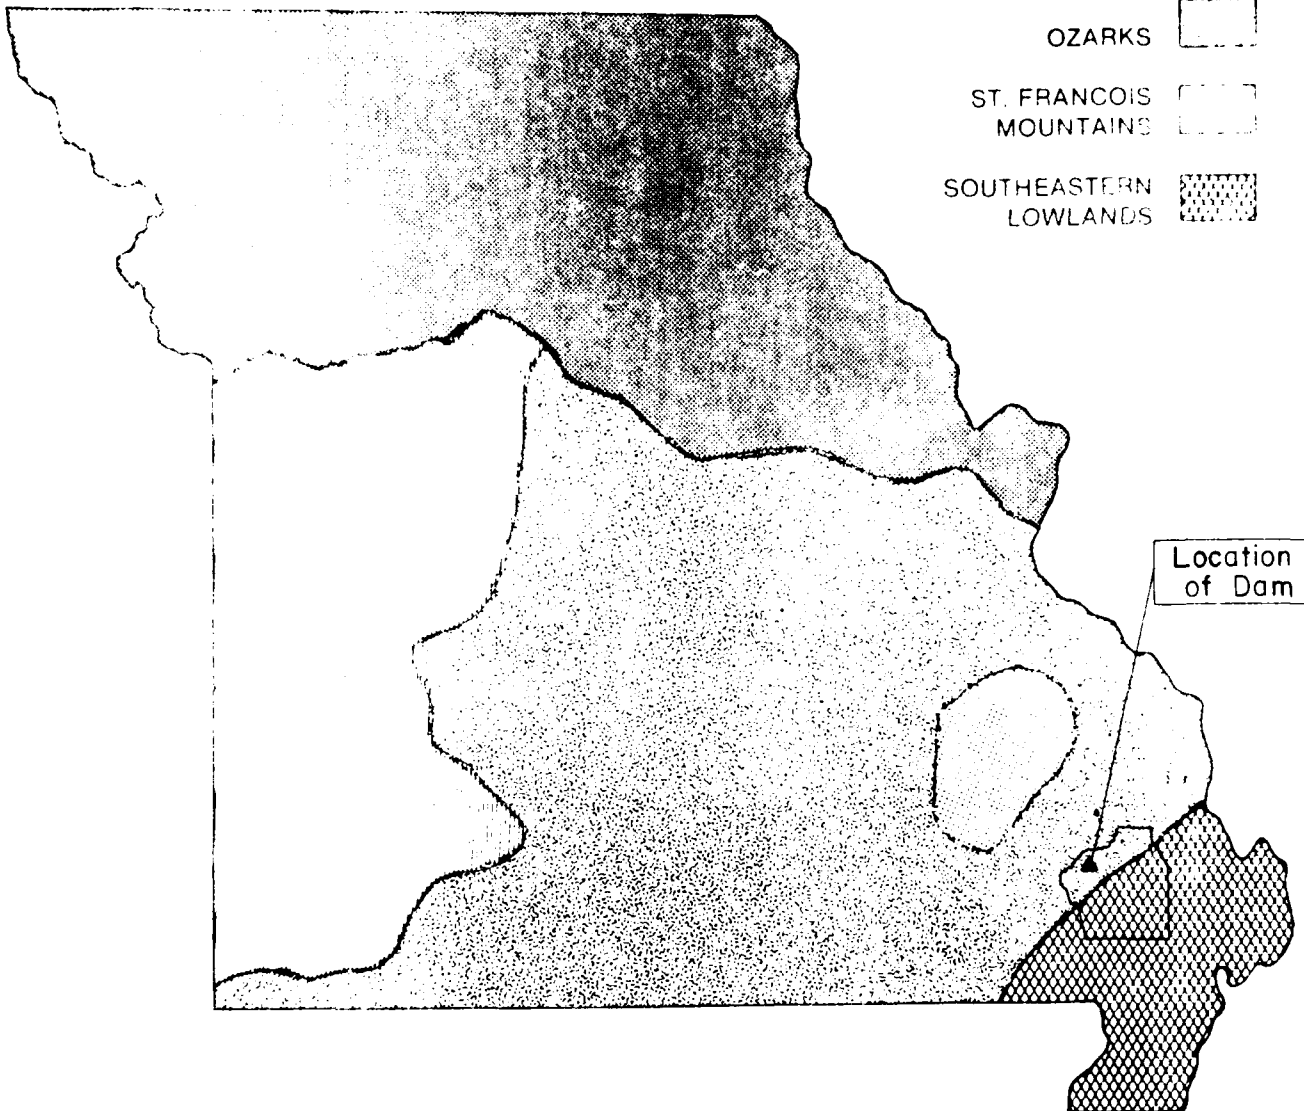 OZARKS
ST. FRANCOIS
MOUNTAINS
SOUTHEASTERN
LOWLANDS
Location
of Dam